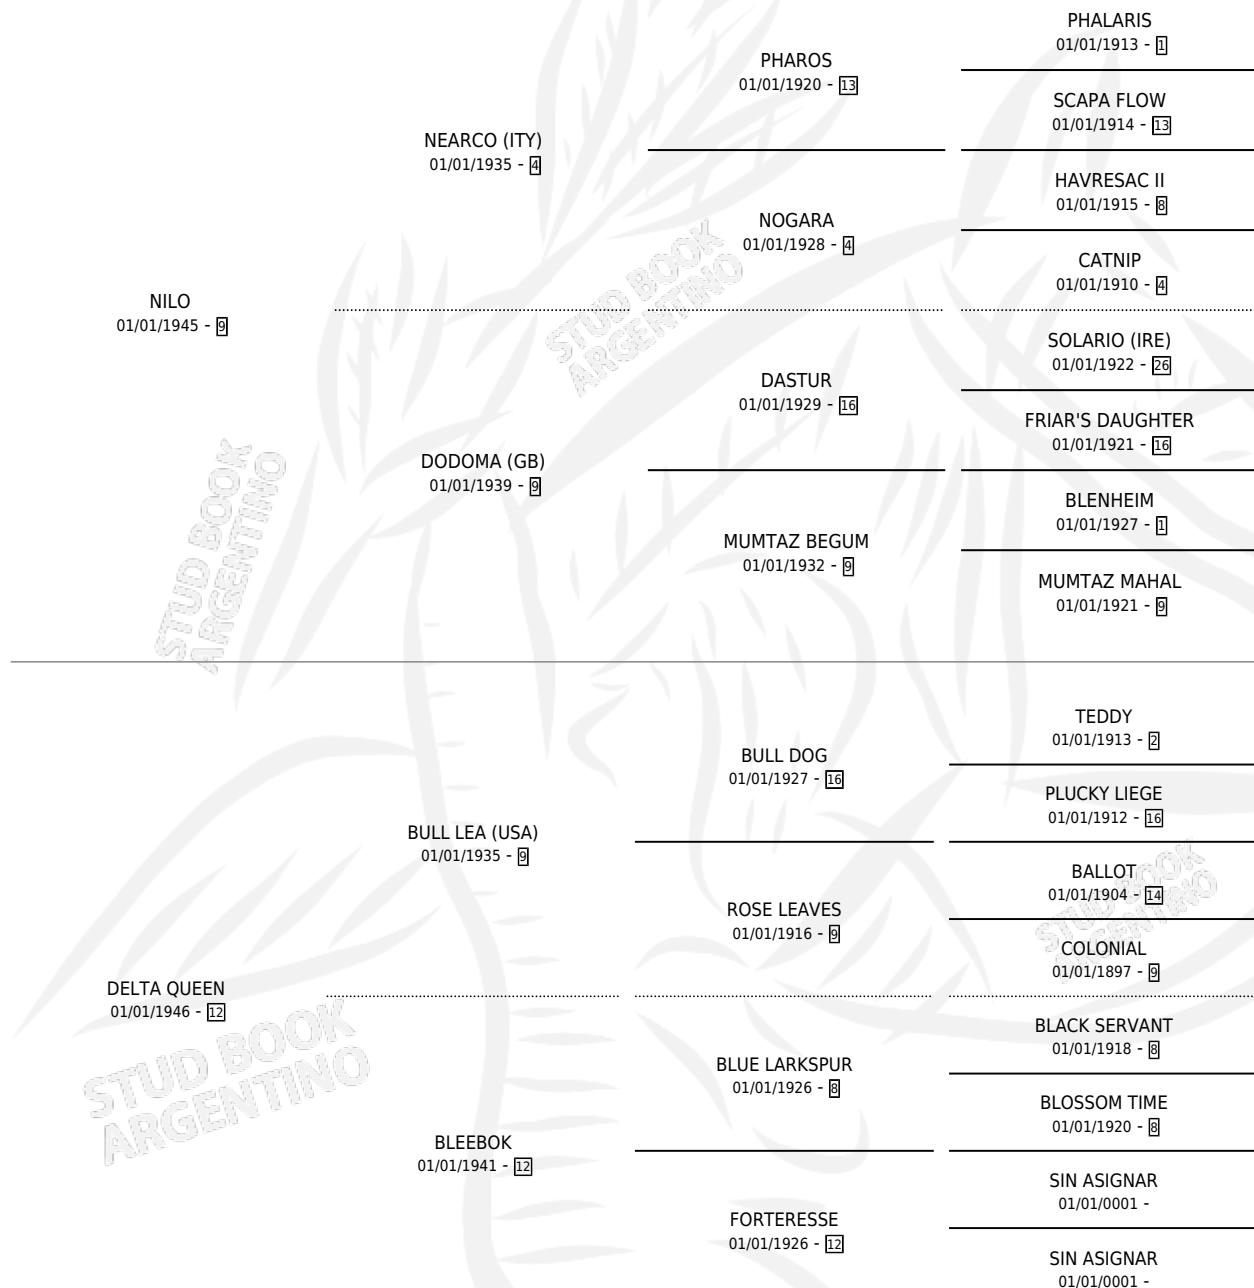 PHALARIS
01/01/1913 - 1
PHAROS
01/01/1920 - 13
SCAPA FLOW
01/01/1914 - 13
NEARCO (ITY)
01/01/1935 - 4
HAVRESAC II
01/01/1915 - 8
NOGARA
01/01/1928 - 4
CATNIP
01/01/1910 - 4
NILO
01/01/1945 - 9
SOLARIO (IRE)
01/01/1922 - 26
DASTUR
01/01/1929 - 16
FRIAR'S DAUGHTER
01/01/1921 - 16
DODOMA (GB)
01/01/1939 - 9
BLENHEIM
01/01/1927 - 1
MUMTAZ BEGUM
01/01/1932 - 9
MUMTAZ MAHAL
01/01/1921 - 9
TEDDY
01/01/1913 - 2
BULL DOG
01/01/1927 - 16
PLUCKY LIEGE
01/01/1912 - 16
BULL LEA (USA)
01/01/1935 - 9
BALLOT
01/01/1904 - 14
ROSE LEAVES
01/01/1916 - 9
COLONIAL
01/01/1897 - 9
DELTA QUEEN
01/01/1946 - 12
BLACK SERVANT
01/01/1918 - 8
BLUE LARKSPUR
01/01/1926 - 8
BLOSSOM TIME
01/01/1920 - 8
BLEEBOK
01/01/1941 - 12
SIN ASIGNAR
01/01/0001 -
FORTERESSE
01/01/1926 - 12
SIN ASIGNAR
01/01/0001 -
STUD BOOK
ARGENTINO
STUD BOOK
ARGENTINO
STUD BOOK
ARGENTINO
STUD BOOK
ARGENTINO